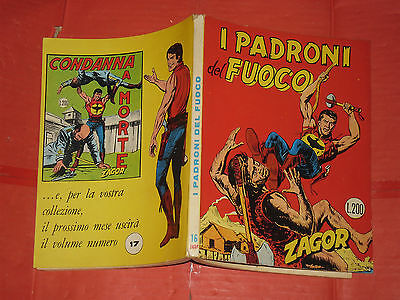 CONDANNA
A
MORTE
200
ZAGOR
...e, per la vostra
collezione,
il prossimo mese uscirà
il volume numero
17
I PADRONI DEL FUOCO
16
I PADRONI
del FUOCO
L.200
ZAGOR